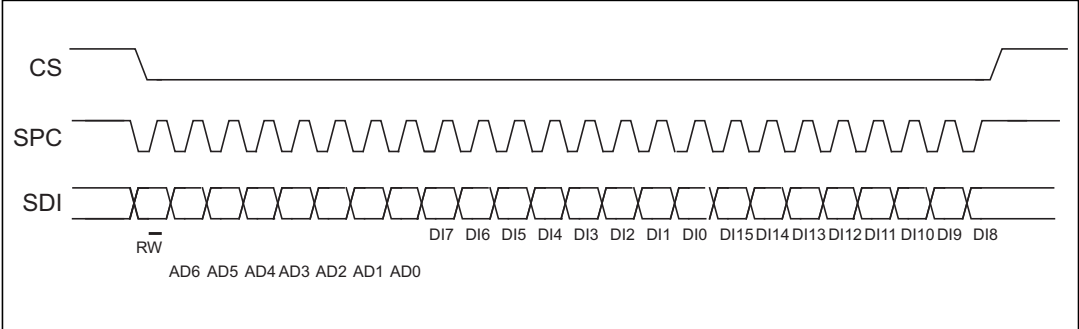 CS
SPC
SDI
RW
DI7 DI6 DI5 DI4 DI3 DI2 DI1 DI0 DI15 DI14 DI13 DI12 DI11 DI10 DI9 DI8
AD6 AD5 AD4 AD3 AD2 AD1 AD0